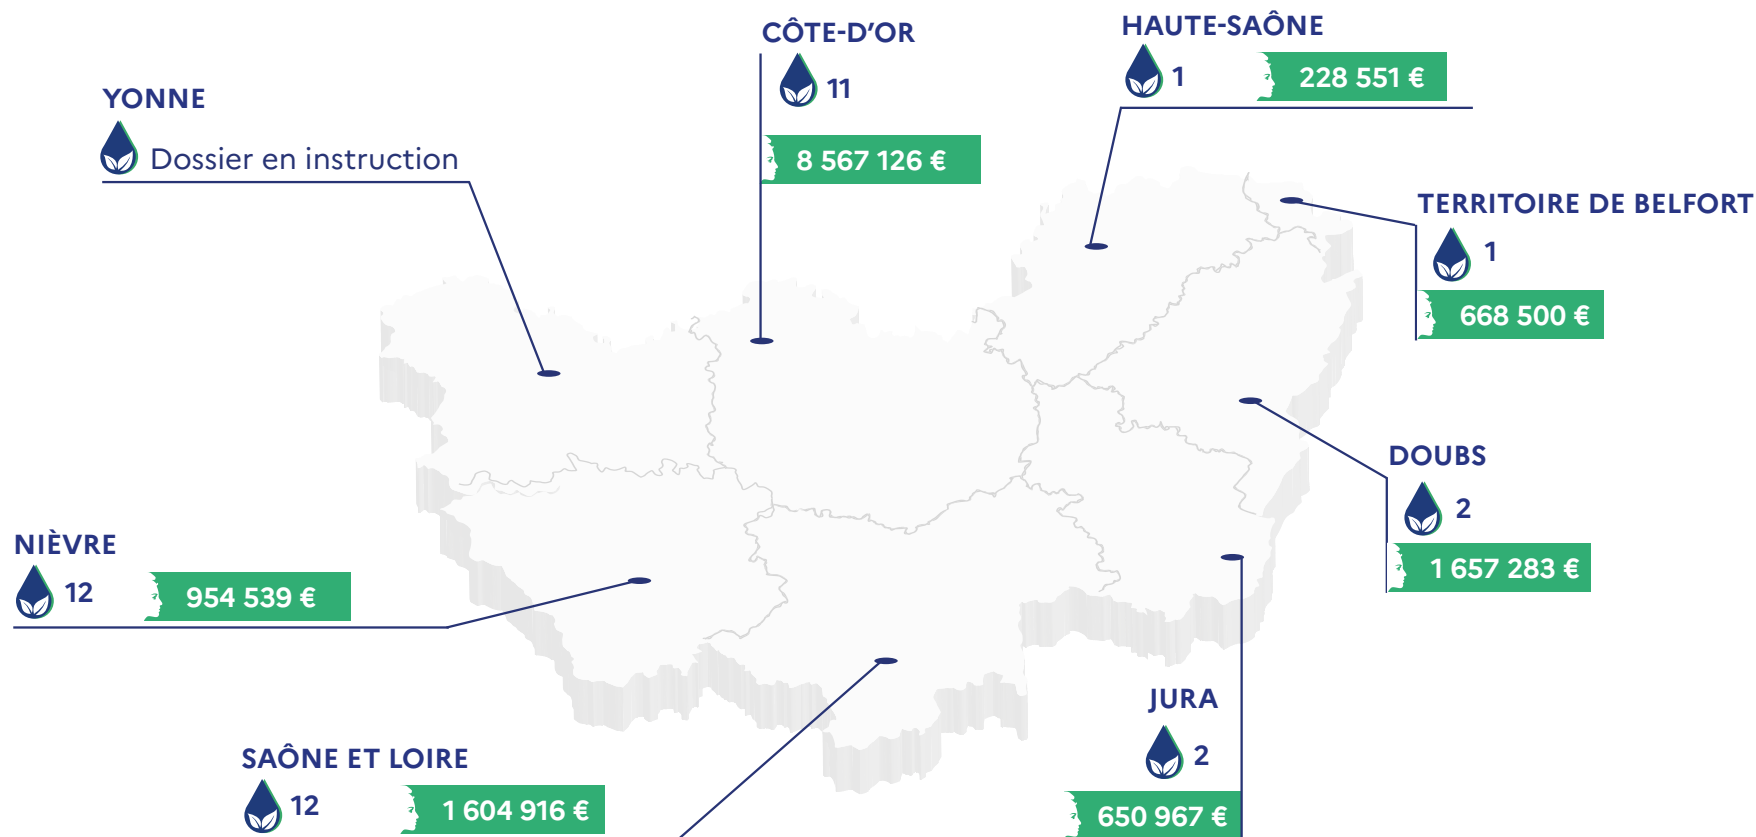 YONNE
Dossier en instruction
CÔTE-D'OR
11
8 567 126 €
HAUTE-SAÔNE
1
228 551 €
TERRITOIRE DE BELFORT
1
668 500 €
DOUBS
2
1 657 283 €
NIÈVRE
12
954 539 €
SAÔNE ET LOIRE
12
1 604 916 €
JURA
2
650 967 €